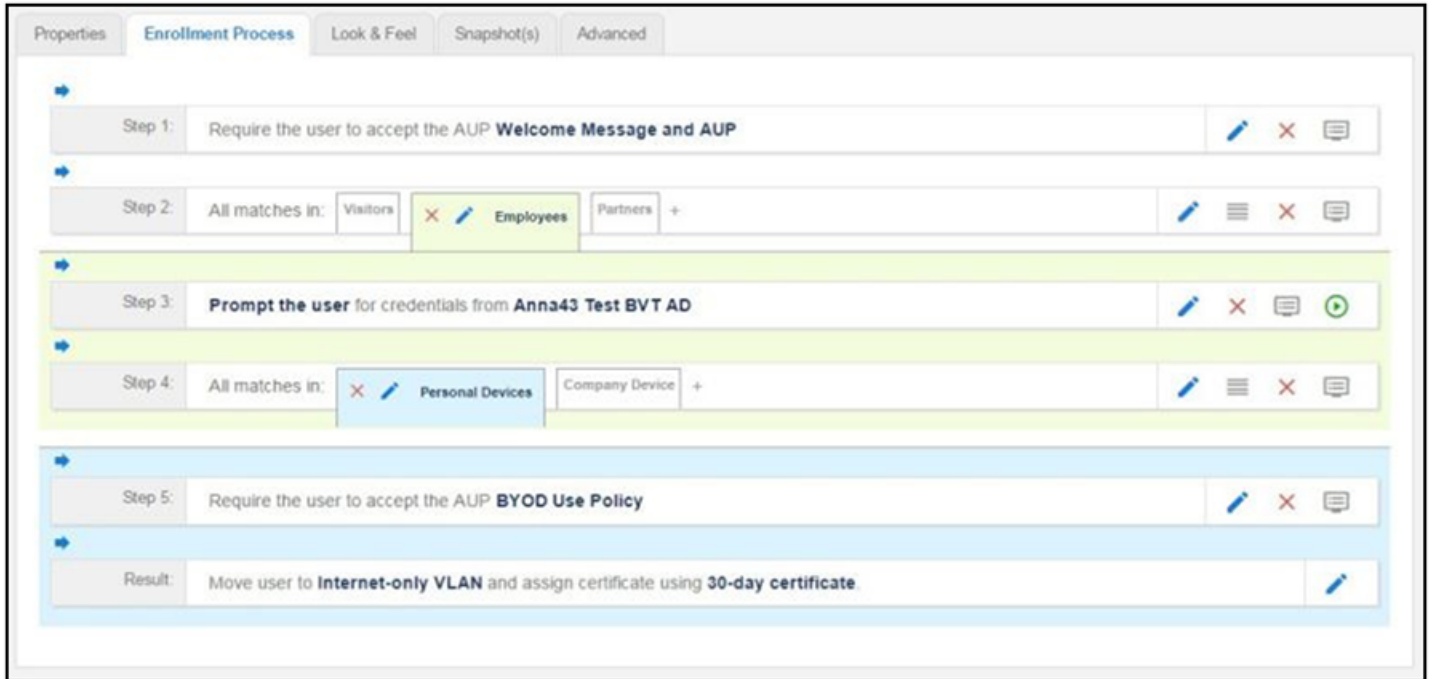 Properties Enrollment Process Look & Feel Snapshot(s) Advanced
Step 1: Require the user to accept the AUP Welcome Message and AUP
Step 2: All matches in: Visitors Employees Partners +
Step 3: Prompt the user for credentials from Anna43 Test BVT AD
Step 4: All matches in: Personal Devices Company Device +
Step 5: Require the user to accept the AUP BYOD Use Policy
Result: Move user to Internet-only VLAN and assign certificate using 30-day certificate.